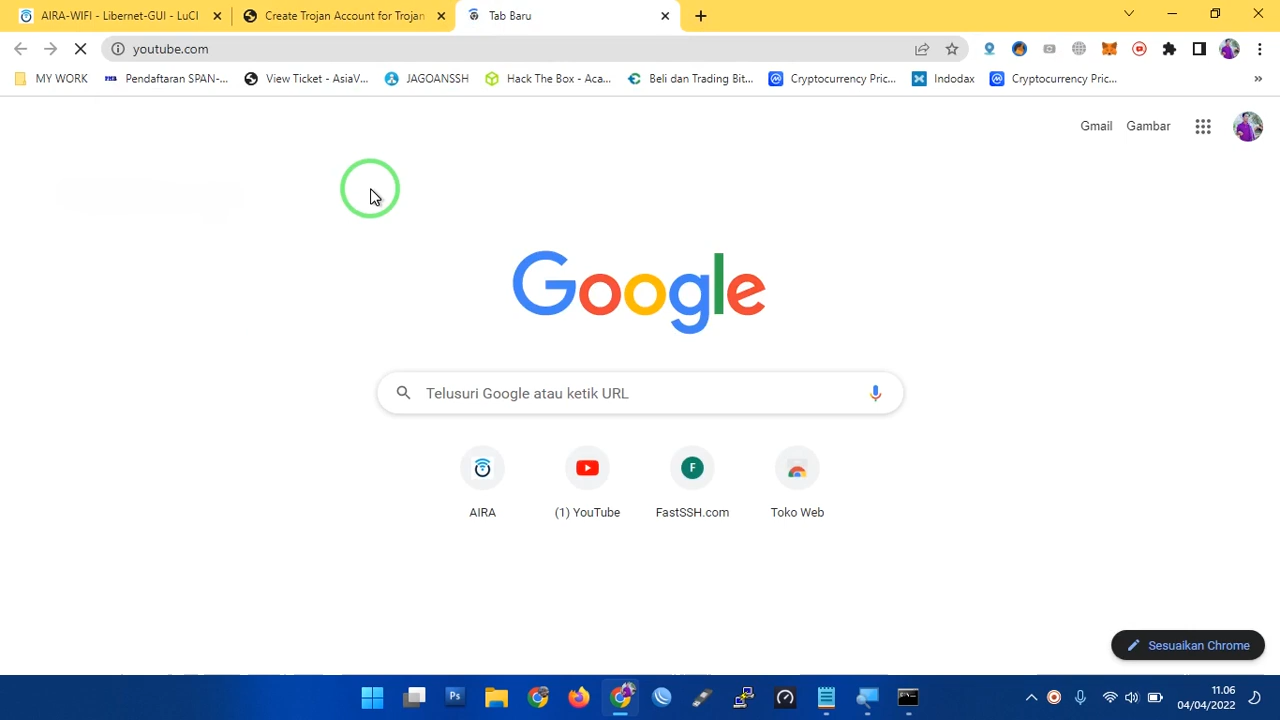 AIRA-WIFI - Libernet-GUI - LuCI
Create Trojan Account for Trojan
Tab Baru
youtube.com
MY WORK
Pendaftaran SPAN-...
View Ticket - AsiaV...
JAGOANSSH
Hack The Box - Aca...
Beli dan Trading Bit...
Cryptocurrency Pric...
Indodax
Cryptocurrency Pric...
»
Gmail
Gambar
Google
Telusuri Google atau ketik URL
F
AIRA
(1) YouTube
FastSSH.com
Toko Web
Sesuaikan Chrome
Ps
11.06
04/04/2022